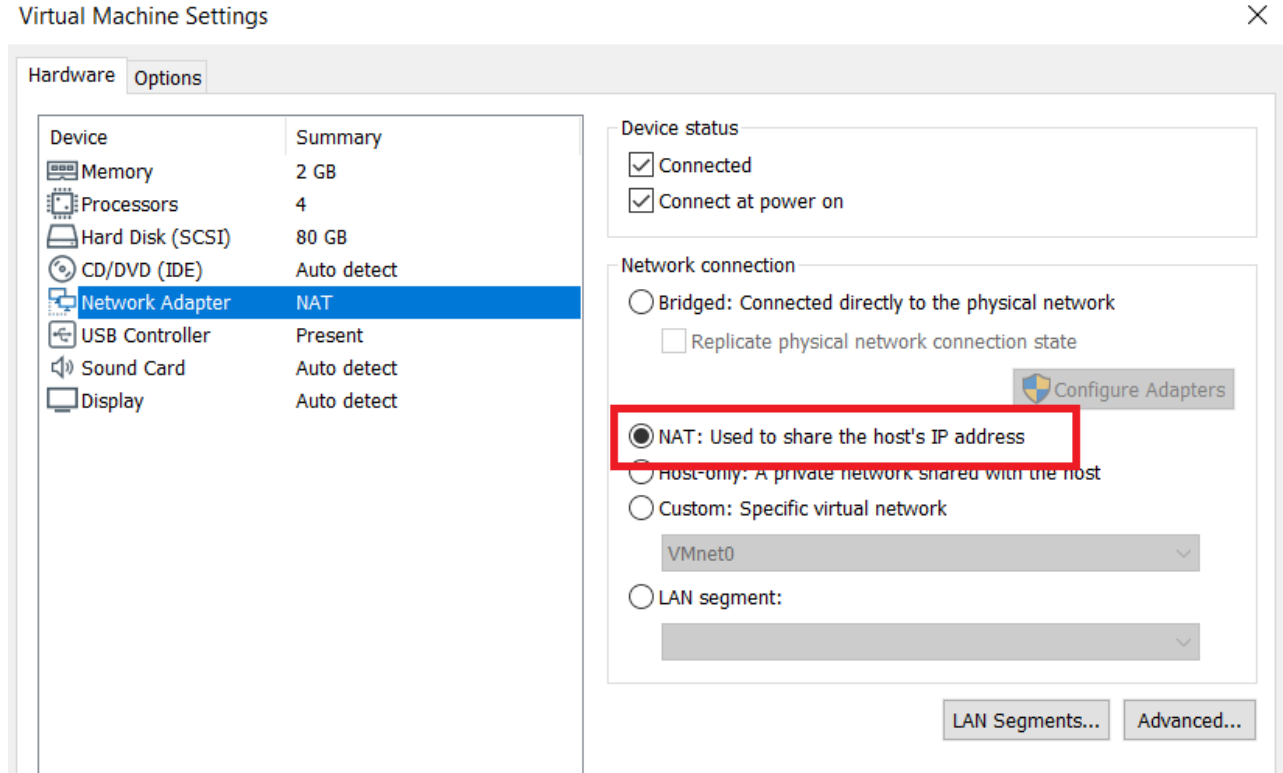 Virtual Machine Settings
Hardware Options
Device Summary
Memory 2 GB
Processors 4
Hard Disk (SCSI) 80 GB
CD/DVD (IDE) Auto detect
Network Adapter NAT
USB Controller Present
Sound Card Auto detect
Display Auto detect
Device status
Connected
Connect at power on
Network connection
Bridged: Connected directly to the physical network
Replicate physical network connection state
Configure Adapters
NAT: Used to share the host's IP address
Host-only: A private network shared with the host
Custom: Specific virtual network
VMnet0
LAN segment:
LAN Segments... Advanced...